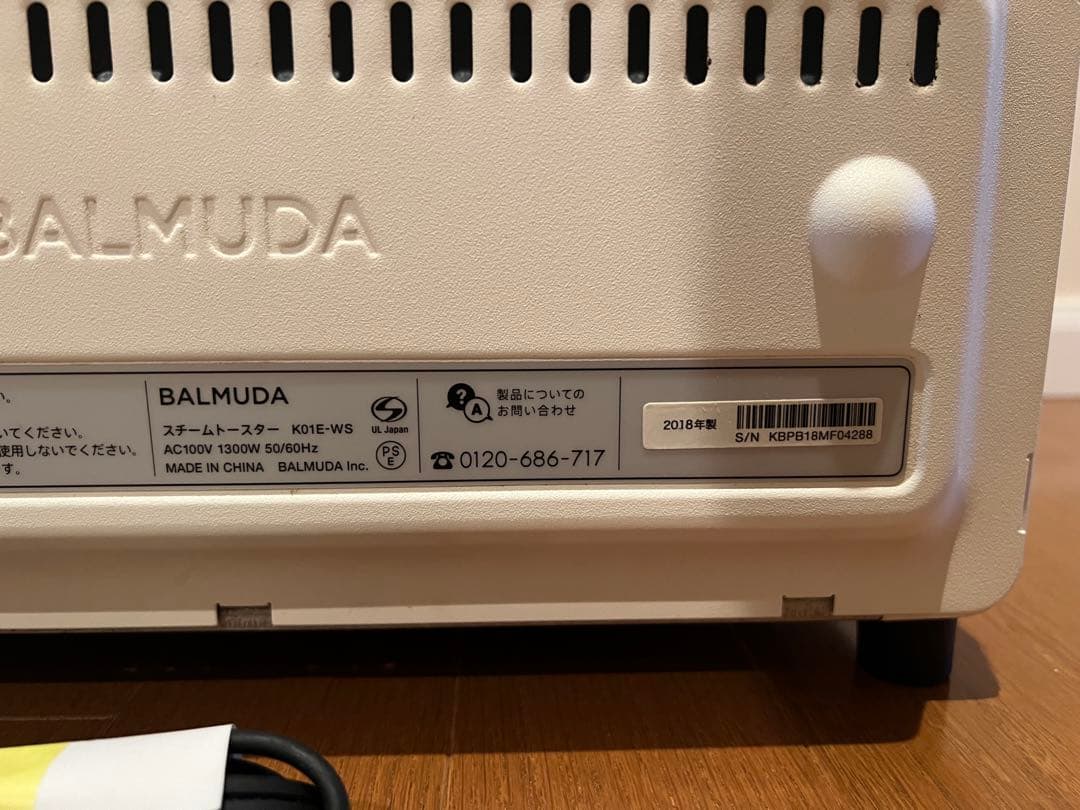 BALMUDA
い。
いてください。
使用しないでください。
す。
BALMUDA
スチームトースター K01E-WS
AC100V 1300W 50/60Hz
MADE IN CHINA BALMUDA Inc.
UL Japan
PS
E
? A
製品についての
お問い合わせ
0120-686-717
2018年製
S/N KBPB18MF04288